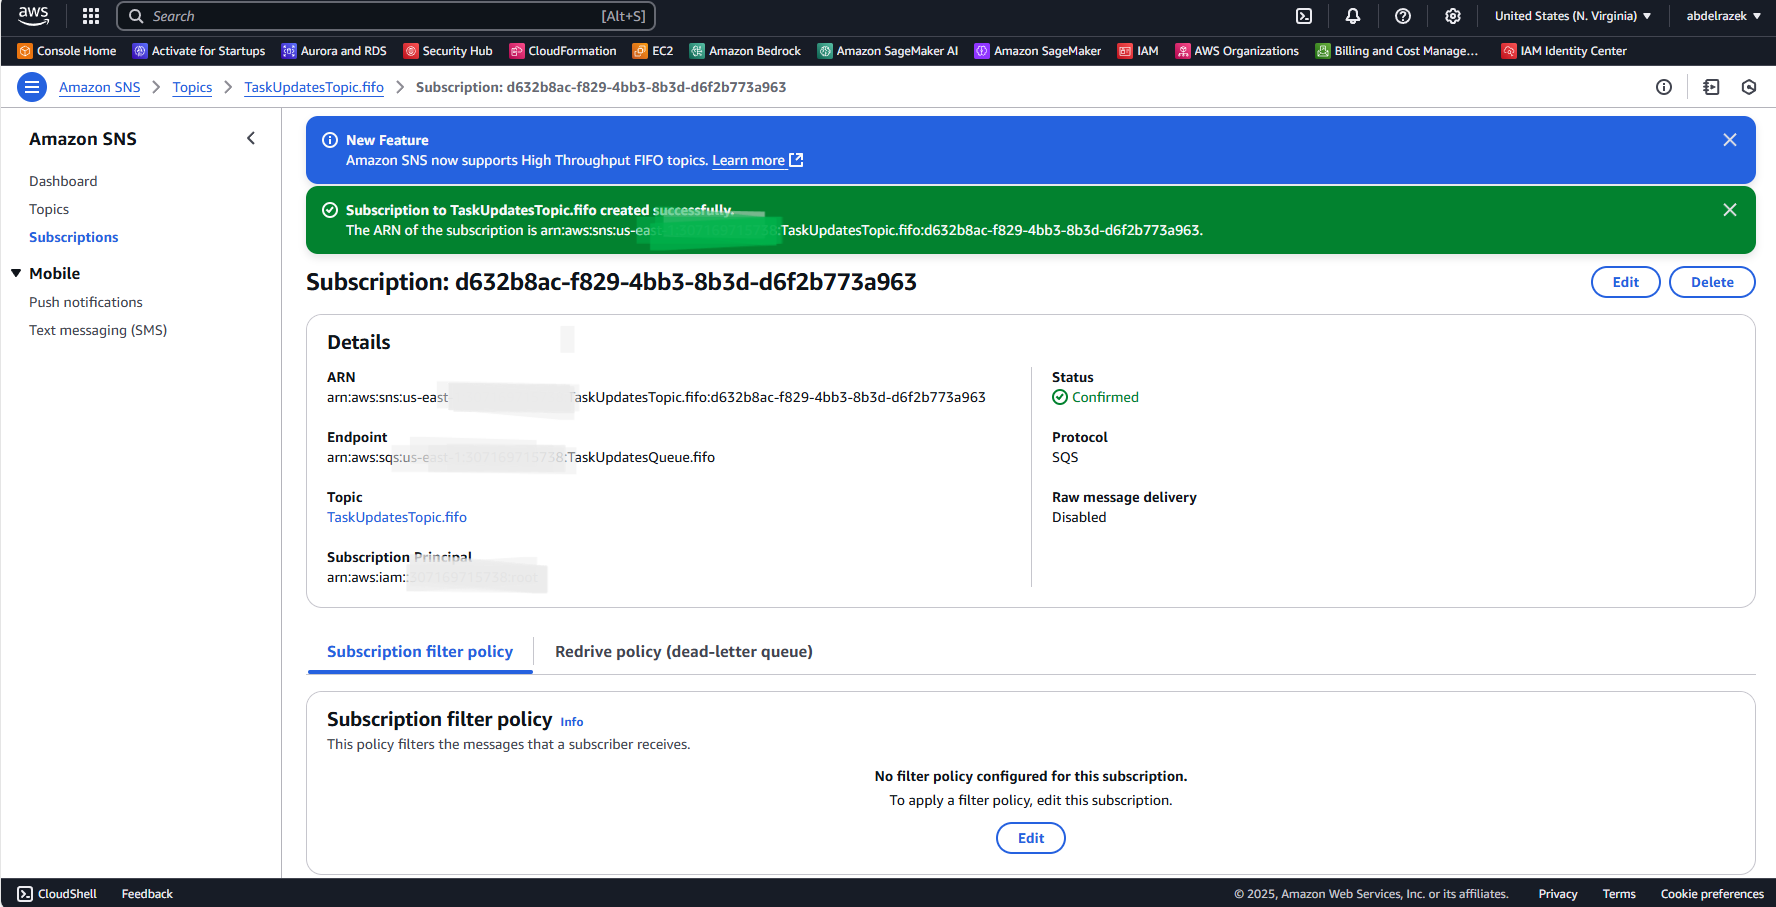 aws
Search
[Alt+S]
United States (N. Virginia)
abdelrazek
Console Home
Activate for Startups
Aurora and RDS
Security Hub
CloudFormation
EC2
Amazon Bedrock
Amazon SageMaker AI
Amazon SageMaker
IAM
AWS Organizations
Billing and Cost Manage...
IAM Identity Center
Amazon SNS
Topics
TaskUpdatesTopic.fifo
Subscription: d632b8ac-f829-4bb3-8b3d-d6f2b773a963
Amazon SNS
Dashboard
Topics
Subscriptions
Mobile
Push notifications
Text messaging (SMS)
New Feature
Amazon SNS now supports High Throughput FIFO topics. Learn more
Subscription to TaskUpdatesTopic.fifo created successfully.
The ARN of the subscription is arn:aws:sns:us-east :TaskUpdatesTopic.fifo:d632b8ac-f829-4bb3-8b3d-d6f2b773a963.
Subscription: d632b8ac-f829-4bb3-8b3d-d6f2b773a963
Edit
Delete
Details
ARN
arn:aws:sns:us-east- TaskUpdatesTopic.fifo:d632b8ac-f829-4bb3-8b3d-d6f2b773a963
Endpoint
arn:aws:sqs:us-east :TaskUpdatesQueue.fifo
Topic
TaskUpdatesTopic.fifo
Subscription Principal
arn:aws:iam::
Status
Confirmed
Protocol
SQS
Raw message delivery
Disabled
Subscription filter policy
Redrive policy (dead-letter queue)
Subscription filter policy Info
This policy filters the messages that a subscriber receives.
No filter policy configured for this subscription.
To apply a filter policy, edit this subscription.
Edit
CloudShell
Feedback
© 2025, Amazon Web Services, Inc. or its affiliates.
Privacy
Terms
Cookie preferences